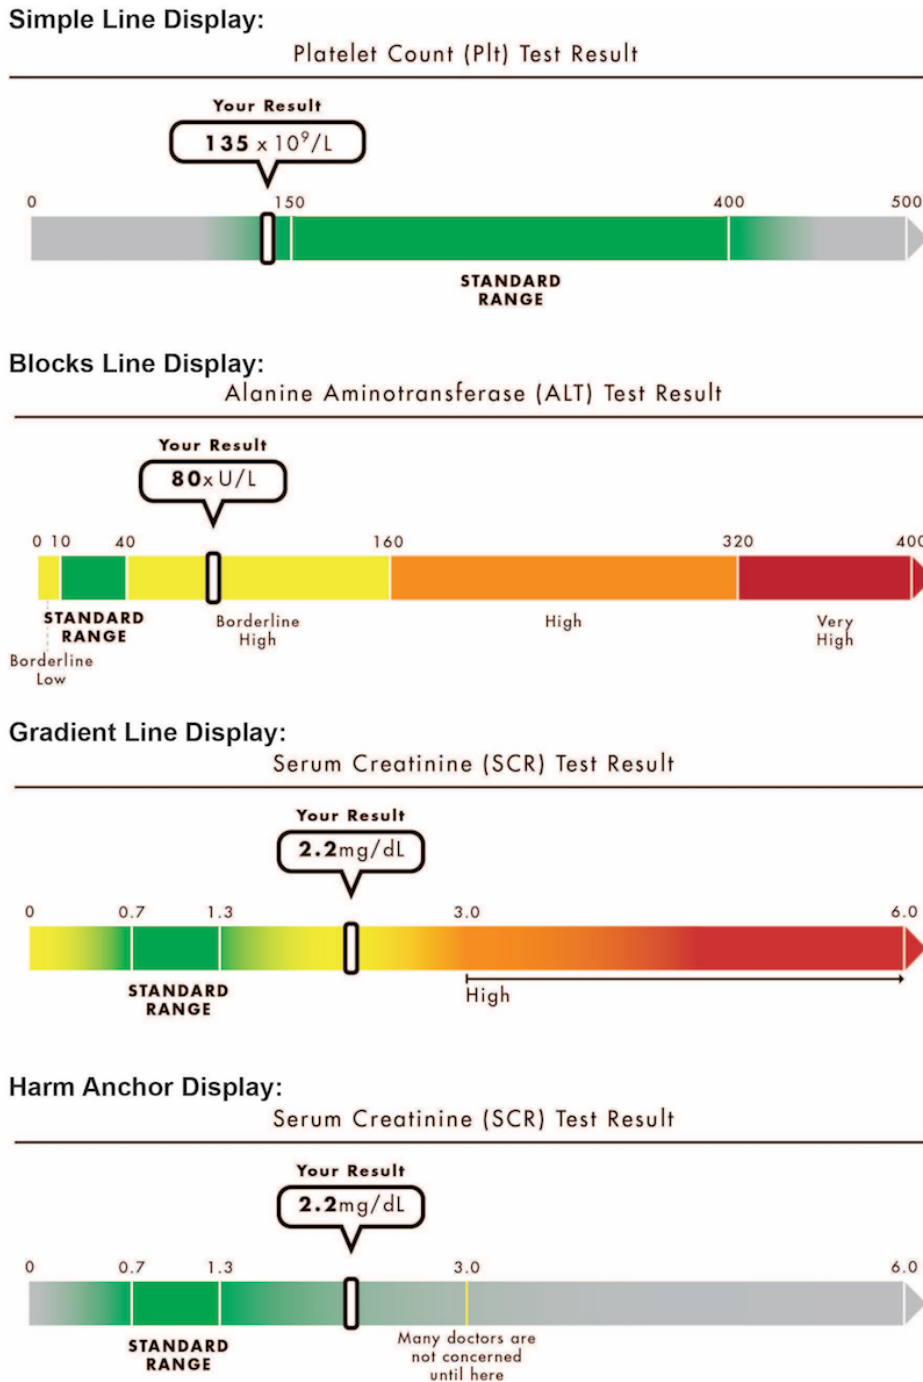 Simple Line Display:
Platelet Count (Plt) Test Result
Your Result
135 x 10⁹/L
0 150 400 500
STANDARD
RANGE
Blocks Line Display:
Alanine Aminotransferase (ALT) Test Result
Your Result
80x U/L
0 10 40 160 320 400
STANDARD
RANGE
Borderline
High
High
Very
High
Borderline
Low
Gradient Line Display:
Serum Creatinine (SCR) Test Result
Your Result
2.2mg/dL
0 0.7 1.3 3.0 6.0
STANDARD
RANGE
High
Harm Anchor Display:
Serum Creatinine (SCR) Test Result
Your Result
2.2mg/dL
0 0.7 1.3 3.0 6.0
STANDARD
RANGE
Many doctors are
not concerned
until here